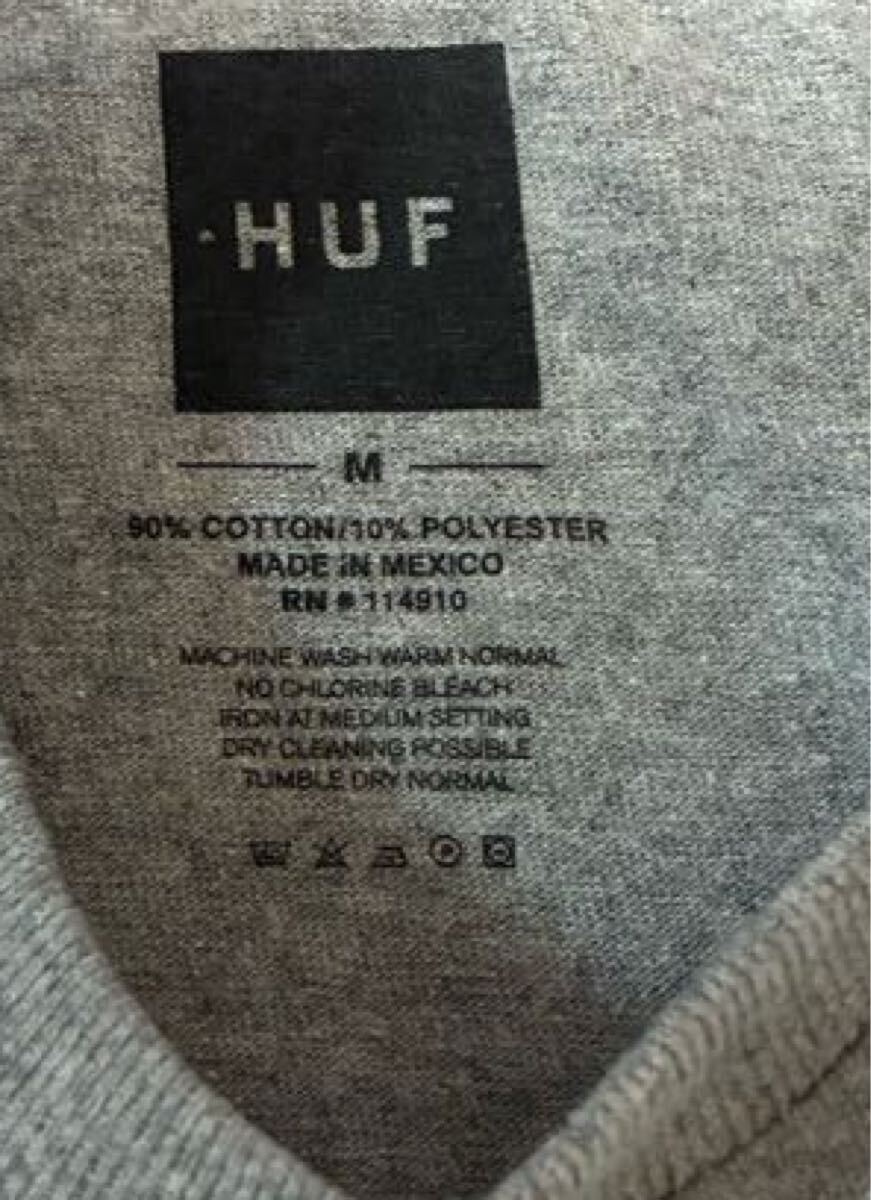 HUF
M
90% COTTON/10% POLYESTER
MADE IN MEXICO
RN # 114910
MACHINE WASH WARM NORMAL
NO CHLORINE BLEACH
IRON AT MEDIUM SETTING
DRY CLEANING POSSIBLE
TUMBLE DRY NORMAL